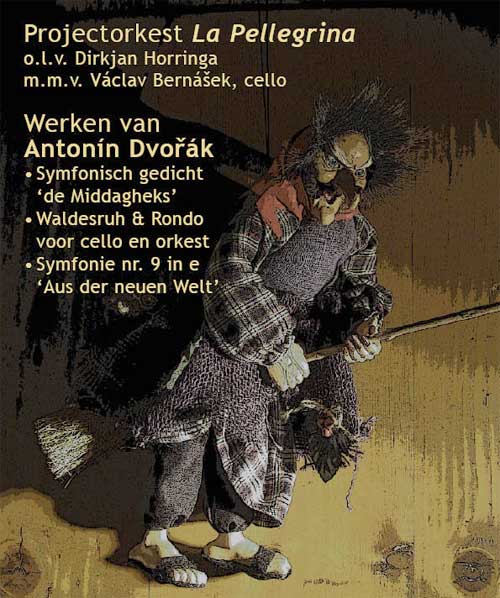 Projectorkest La Pellegrina
o.l.v. Dirkjan Horringa
m.m.v. Václav Bernášek, cello
Werken van
Antonín Dvořák
• Symfonisch gedicht
‘de Middagheks’
• Waldesruh & Rondo
voor cello en orkest
• Symfonie nr. 9 in e
‘Aus der neuen Welt’